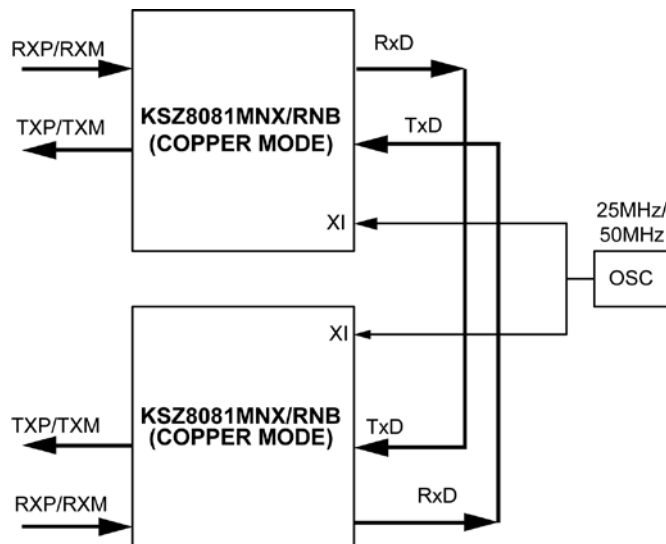 RXP/RXM
RxD
KSZ8081MNX/RNB
(COPPER MODE)
TXP/TXM
TxD
XI
25MHz/
50MHz
OSC
XI
KSZ8081MNX/RNB
(COPPER MODE)
TXP/TXM
TxD
RXP/RXM
RxD